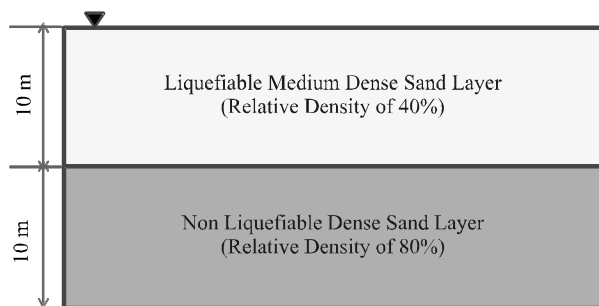 10 m
Liquefiable Medium Dense Sand Layer
(Relative Density of 40%)
10 m
Non Liquefiable Dense Sand Layer
(Relative Density of 80%)